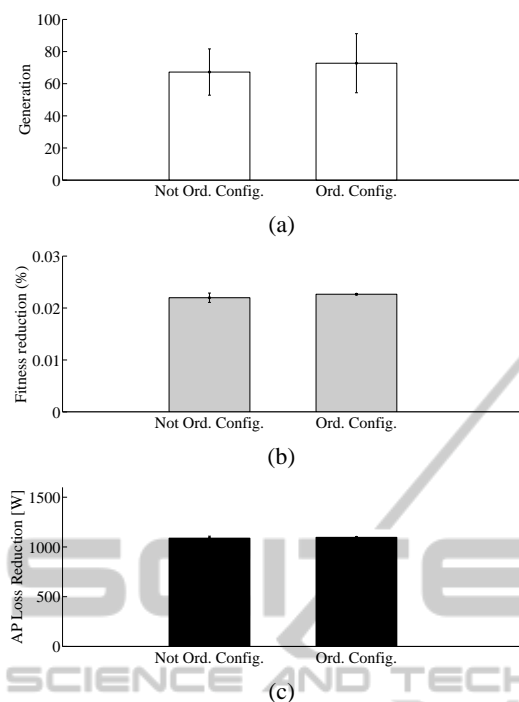 100
80
60
40
20
0
Generation
Not Ord. Config.
Ord. Config.
(a)
0.03
0.02
0.01
0
Fitness reduction (%)
Not Ord. Config.
Ord. Config.
(b)
1500
1000
500
0
AP Loss Reduction [W]
Not Ord. Config.
Ord. Config.
(c)
SCITE
SCIENCE AND TECH